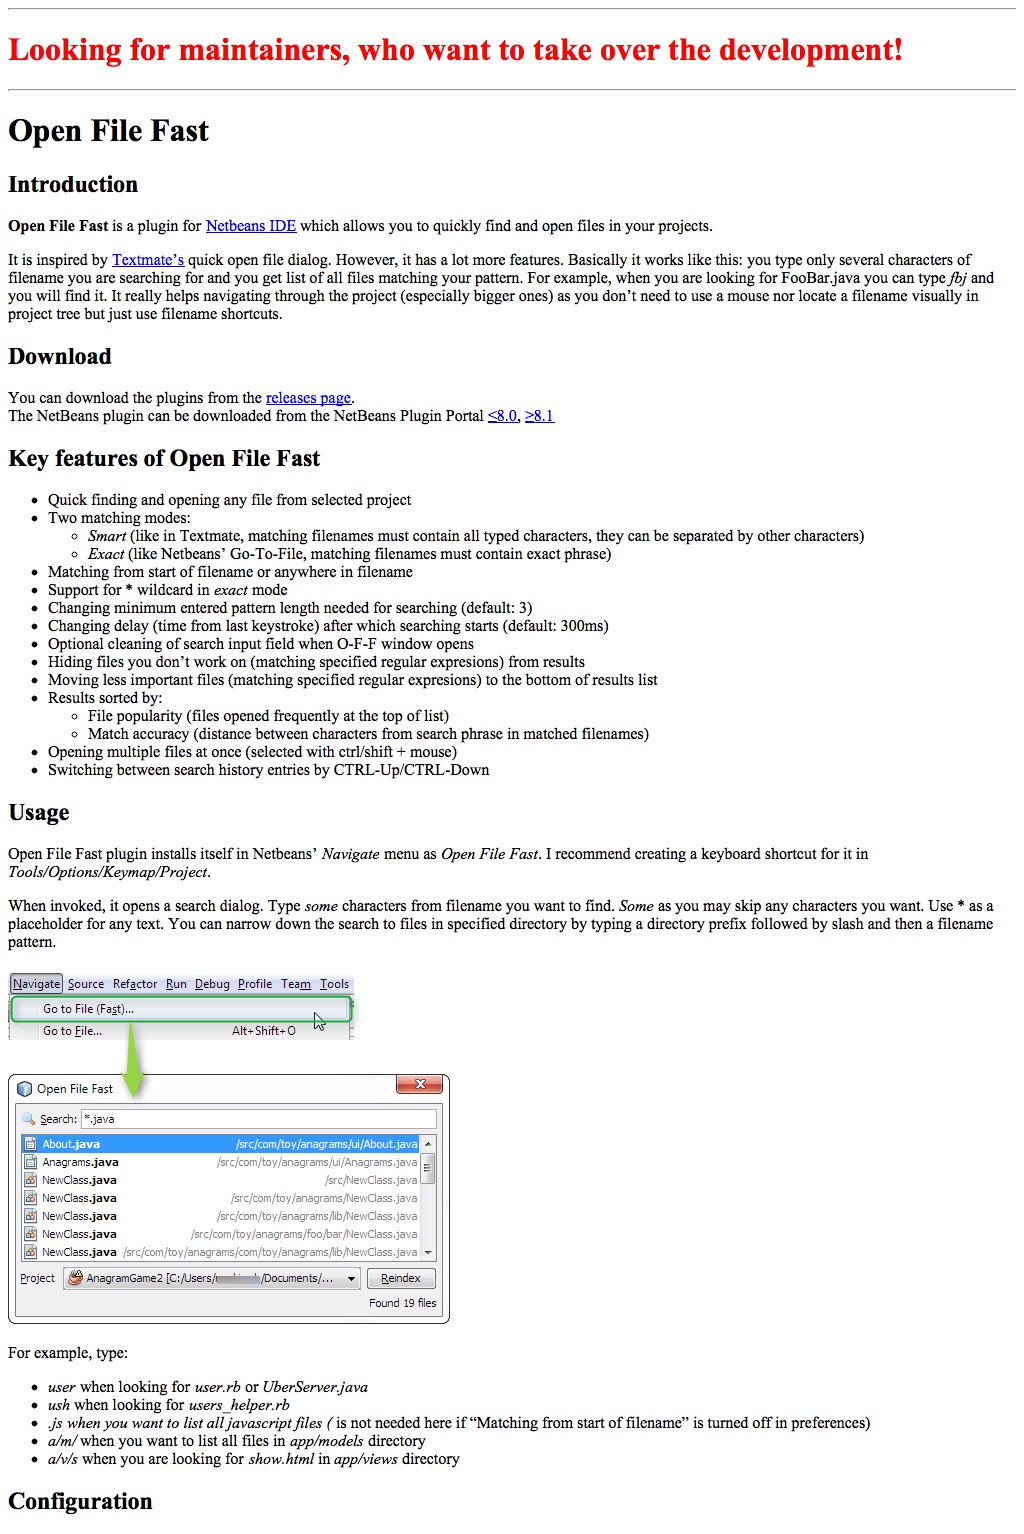 Looking for maintainers, who want to take over the development!
Open File Fast
Introduction
Open File Fast is a plugin for Netbeans IDE which allows you to quickly find and open files in your projects.
It is inspired by Textmate’s quick open file dialog. However, it has a lot more features. Basically it works like this: you type only several characters of
filename you are searching for and you get list of all files matching your pattern. For example, when you are looking for FooBar.java you can type fbj and
you will find it. It really helps navigating through the project (especially bigger ones) as you don’t need to use a mouse nor locate a filename visually in
project tree but just use filename shortcuts.
Download
You can download the plugins from the releases page.
The NetBeans plugin can be downloaded from the NetBeans Plugin Portal ≤8.0, ≥8.1
Key features of Open File Fast
• Quick finding and opening any file from selected project
• Two matching modes:
◦ Smart (like in Textmate, matching filenames must contain all typed characters, they can be separated by other characters)
◦ Exact (like Netbeans’ Go-To-File, matching filenames must contain exact phrase)
• Matching from start of filename or anywhere in filename
• Support for * wildcard in exact mode
• Changing minimum entered pattern length needed for searching (default: 3)
• Changing delay (time from last keystroke) after which searching starts (default: 300ms)
• Optional cleaning of search input field when O-F-F window opens
• Hiding files you don’t work on (matching specified regular expresions) from results
• Moving less important files (matching specified regular expresions) to the bottom of results list
• Results sorted by:
◦ File popularity (files opened frequently at the top of list)
◦ Match accuracy (distance between characters from search phrase in matched filenames)
• Opening multiple files at once (selected with ctrl/shift + mouse)
• Switching between search history entries by CTRL-Up/CTRL-Down
Usage
Open File Fast plugin installs itself in Netbeans’ Navigate menu as Open File Fast. I recommend creating a keyboard shortcut for it in
Tools/Options/Keymap/Project.
When invoked, it opens a search dialog. Type some characters from filename you want to find. Some as you may skip any characters you want. Use * as a
placeholder for any text. You can narrow down the search to files in specified directory by typing a directory prefix followed by slash and then a filename
pattern.
Navigate Source Refactor Run Debug Profile Team Tools
Go to File (Fast)...
Go to File... Alt+Shift+O
Open File Fast
Search: *.java
About.java /src/com/toy/anagrams/ui/About.java
Anagrams.java /src/com/toy/anagrams/ui/Anagrams.java
NewClass.java /src/NewClass.java
NewClass.java /src/com/toy/anagrams/NewClass.java
NewClass.java /src/com/toy/anagrams/lib/NewClass.java
NewClass.java /src/com/toy/anagrams/foo/bar/NewClass.java
NewClass.java /src/com/toy/anagrams/com/toy/anagrams/lib/NewClass.java
Project AnagramGame2 [C:/Users/ /Documents/... Reindex
Found 19 files
For example, type:
• user when looking for user.rb or UberServer.java
• ush when looking for users_helper.rb
• .js when you want to list all javascript files ( is not needed here if “Matching from start of filename” is turned off in preferences)
• a/m/ when you want to list all files in app/models directory
• a/v/s when you are looking for show.html in app/views directory
Configuration